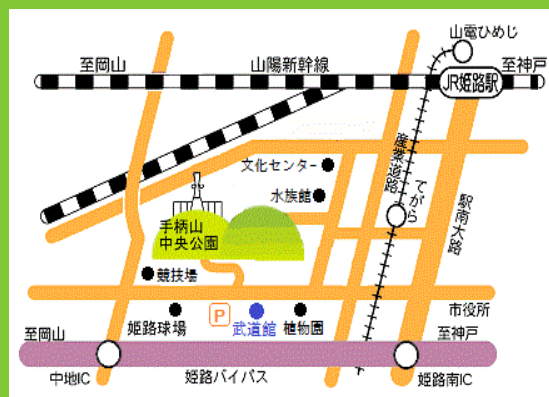 山電ひめじ
至岡山
山陽新幹線
至神戸
JR姫路駅
産業道路
文化センター
水族館
てがら
駅南大路
手柄山
中央公園
競技場
市役所
姫路球場
P
武道館
植物園
至岡山
至神戸
中地IC
姫路バイパス
姫路南IC